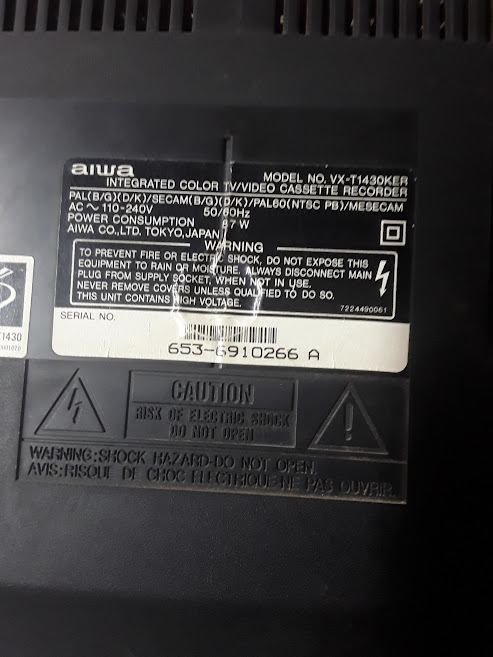 aiwa
MODEL NO. VX-T1430KER
INTEGRATED COLOR TV/VIDEO CASSETTE RECORDER
PAL(B/G)(D/K)/SECAM(B/G)(D/K)/PAL60(NTSC PB)/MESECAM
AC ~ 110-240V 50/60Hz
POWER CONSUMPTION 87 W
AIWA CO.,LTD. TOKYO,JAPAN
WARNING
TO PREVENT FIRE OR ELECTRIC SHOCK, DO NOT EXPOSE THIS
EQUIPMENT TO RAIN OR MOISTURE. ALWAYS DISCONNECT MAIN
PLUG FROM SUPPLY SOCKET, WHEN NOT IN USE.
NEVER REMOVE COVERS UNLESS QUALIFIED TO DO SO.
THIS UNIT CONTAINS HIGH VOLTAGE.
7224490061
SERIAL NO.
653-6910266 A
T1430
CAUTION
RISK OF ELECTRIC SHOCK
DO NOT OPEN
WARNING:SHOCK HAZARD-DO NOT OPEN.
AVIS:RISQUE DE CHOC ELECTRIQUE-NE PAS OUVRIR.